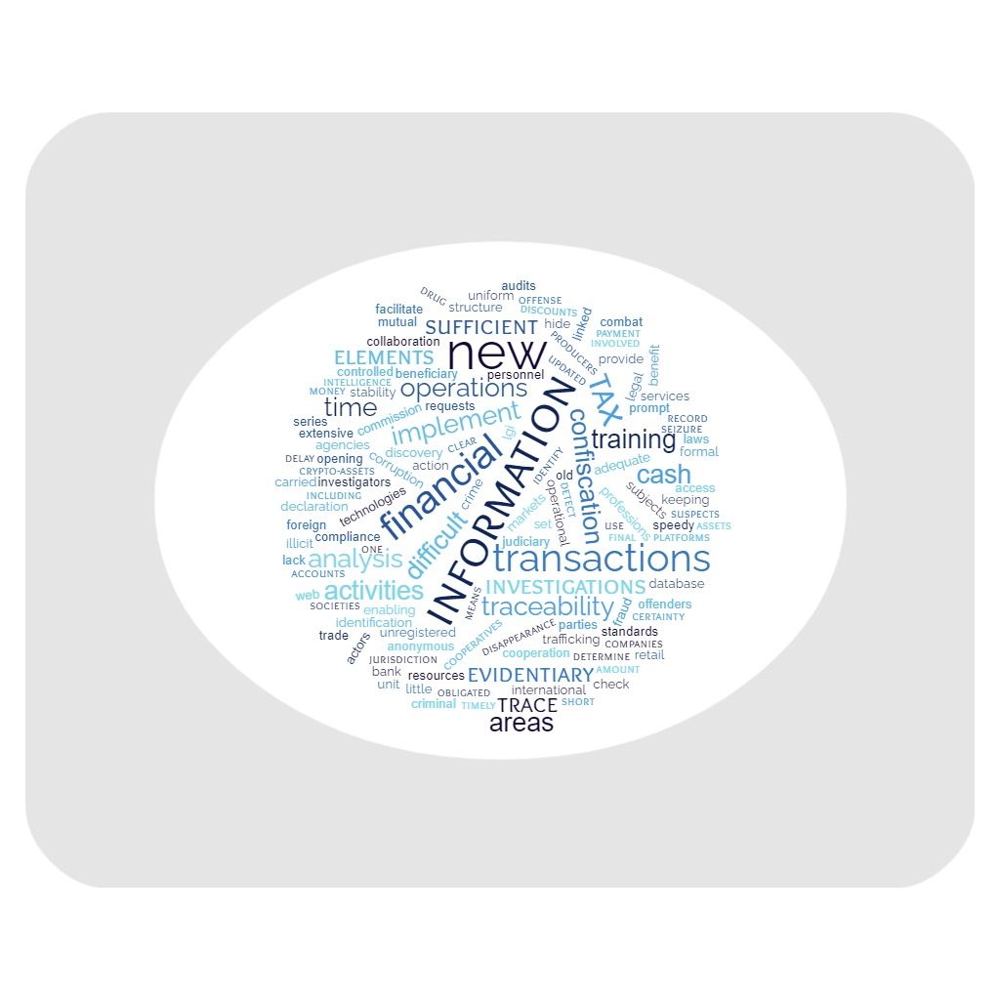 audits
DRUG uniform OFFENSE
facilitate structure DISCOUNTS linked
mutual SUFFICIENT hide combat
PRODUCERS PAYMENT
collaboration new INVOLVED
ELEMENTS UPDATED provide benefit
controlled beneficiary personnel
INTELLIGENCE operations TAX legal
MONEY stability services
time commission requests INFORMATION prompt
series implement lgi confiscation RECORD
extensive training SEIZURE
agencies CLEAR laws
discovery financial formal
DELAY opening corruption action IDENTIFY adequate
CRYPTO-ASSETS old cash
carried investigators crime DETECT subjects access
INCLUDING technologies operational professions keeping
declaration markets SUSPECTS
foreign difficult set use speedy ASSETS
illicit compliance judiciary FINAL PLATFORMS
ONE
lack analysis transactions
ACCOUNTS
web activities INVESTIGATIONS database
SOCIETIES enabling MEANS traceability fraud offenders
identification CERTAINTY
trade unregistered COOPERATIVES DISAPPEARANCE parties standards
actors anonymous trafficking COMPANIES
JURISDICTION cooperation DETERMINE retail
bank resources EVIDENTIARY AMOUNT
unit little OBLIGATED international check
criminal TIMELY TRACE SHORT
areas